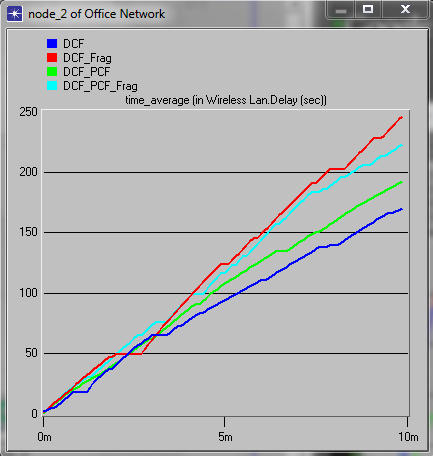 node_2 of Office Network
DCF
DCF_Frag
DCF_PCF
DCF_PCF_Frag
time_average (in Wireless Lan.Delay (sec))
250
200
150
100
50
0
0m 5m 10m